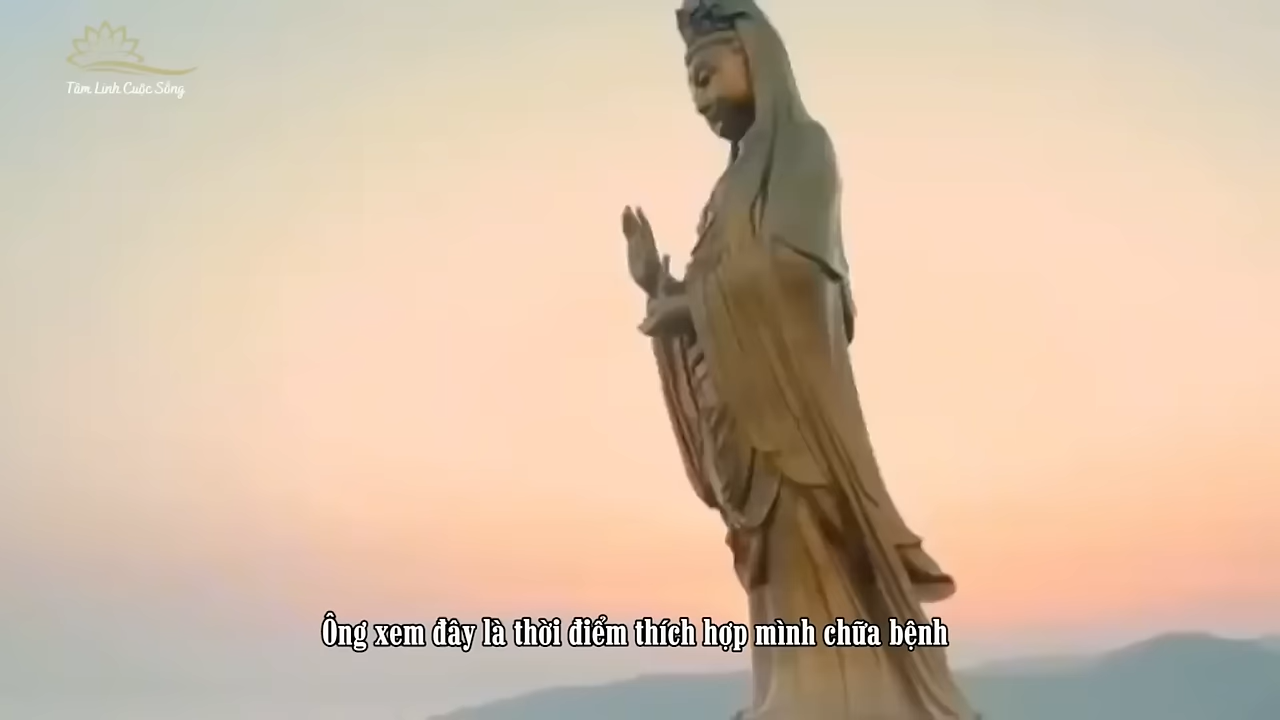 Tâm Linh Cuộc Sống
Ông xem đây là thời điểm thích hợp mình chữa bệnh